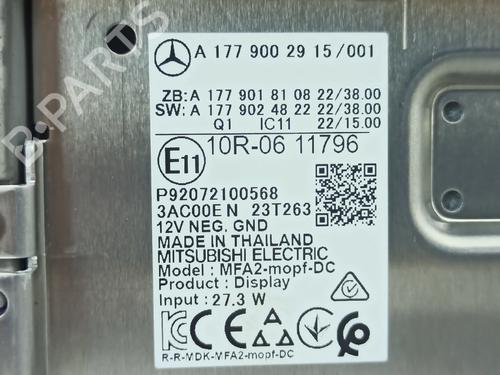 A 177 900 29 15/001
ZB: A 177 901 81 08 22/38.00
SW: A 177 902 48 22 22/38.00
Q1 IC11 22/15.00
E11 10R-06 11796
P92072100568
3AC00E N 23T263
12V NEG. GND
MADE IN THAILAND
MITSUBISHI ELECTRIC
Model : MFA2-mopf-DC
Product : Display
Input : 27.3 W
R-R-MDK-MFA2-mopf-DC
B-Parts